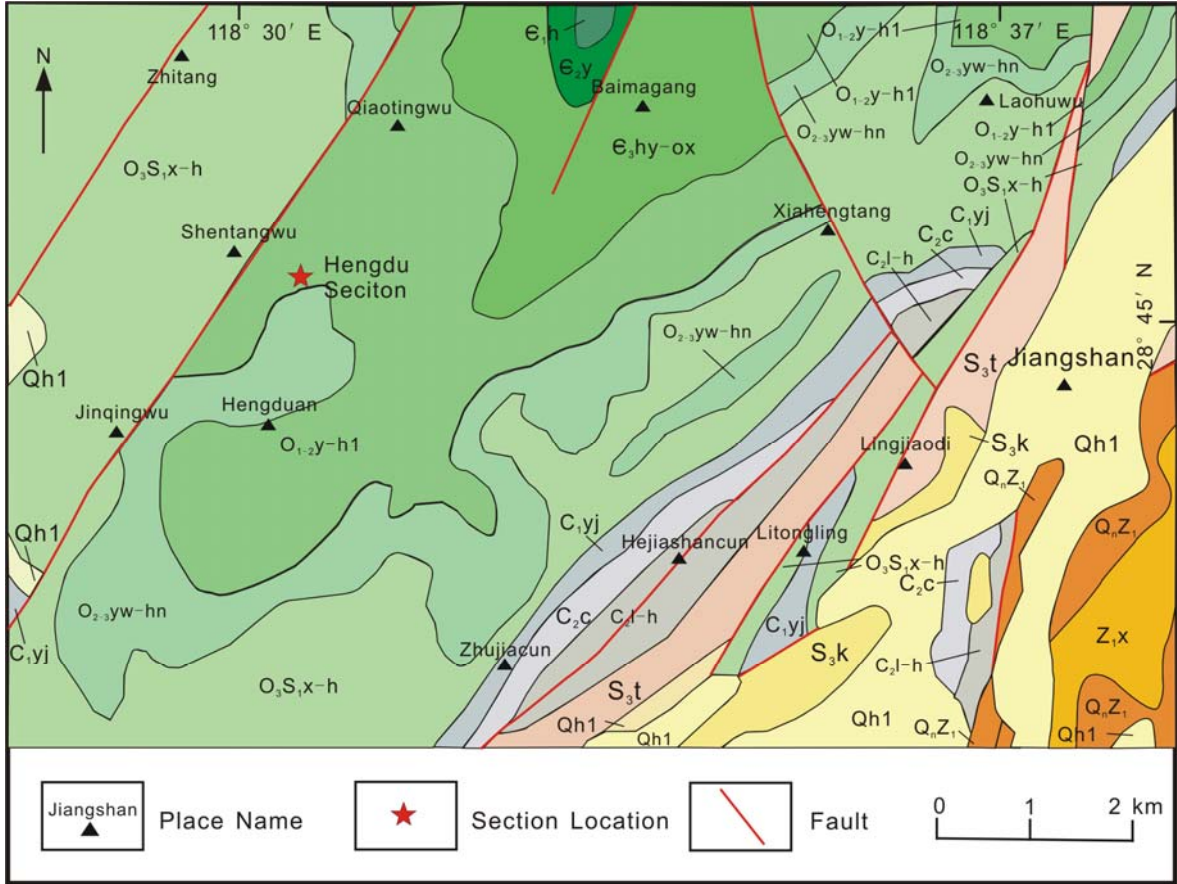 118° 30′ E
Є₁h
O₁₋₂y-h1
118° 37′ E
N
Zhitang
Є₂y
O₂₋₃yw-hn
Baimagang
O₁₋₂y-h1
Laohuwu
Qiaotingwu
O₂₋₃yw-hn
O₁₋₂y-h1
Є₃hy-ox
O₂₋₃yw-hn
O₃S₁x-h
O₃S₁x-h
Xiahengtang
C₁yj
Shentangwu
C₂c
C₂l-h
Hengdu
Seciton
28° 45′ N
O₂₋₃yw-hn
S₃t
Jiangshan
Qh1
Jinqingwu
Hengduan
O₁₋₂y-h1
Lingjiaodi
S₃k
Qh1
QₙZ₁
Qh1
C₁yj
Hejiashancun
Litongling
QₙZ₁
O₃S₁x-h
C₂c
O₂₋₃yw-hn
C₂c
C₂l-h
C₁yj
Z₁x
C₁yj
Zhujiacun
S₃k
C₂l-h
O₃S₁x-h
S₃t
QₙZ₁
Qh1
Qh1
Qh1
QₙZ₁
Qh1
Jiangshan
Place Name
Section Location
Fault
0 1 2 km